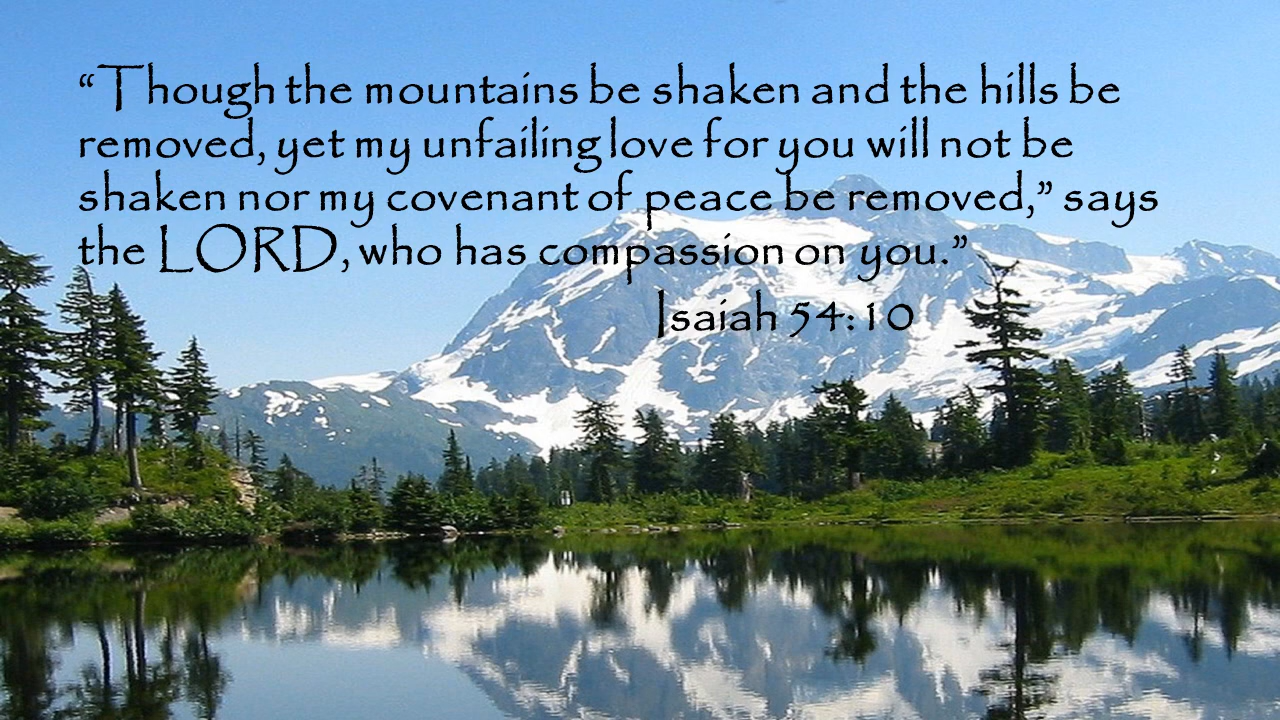 “Though the mountains be shaken and the hills be
removed, yet my unfailing love for you will not be
shaken nor my covenant of peace be removed,” says
the LORD, who has compassion on you.”
Isaiah 54:10